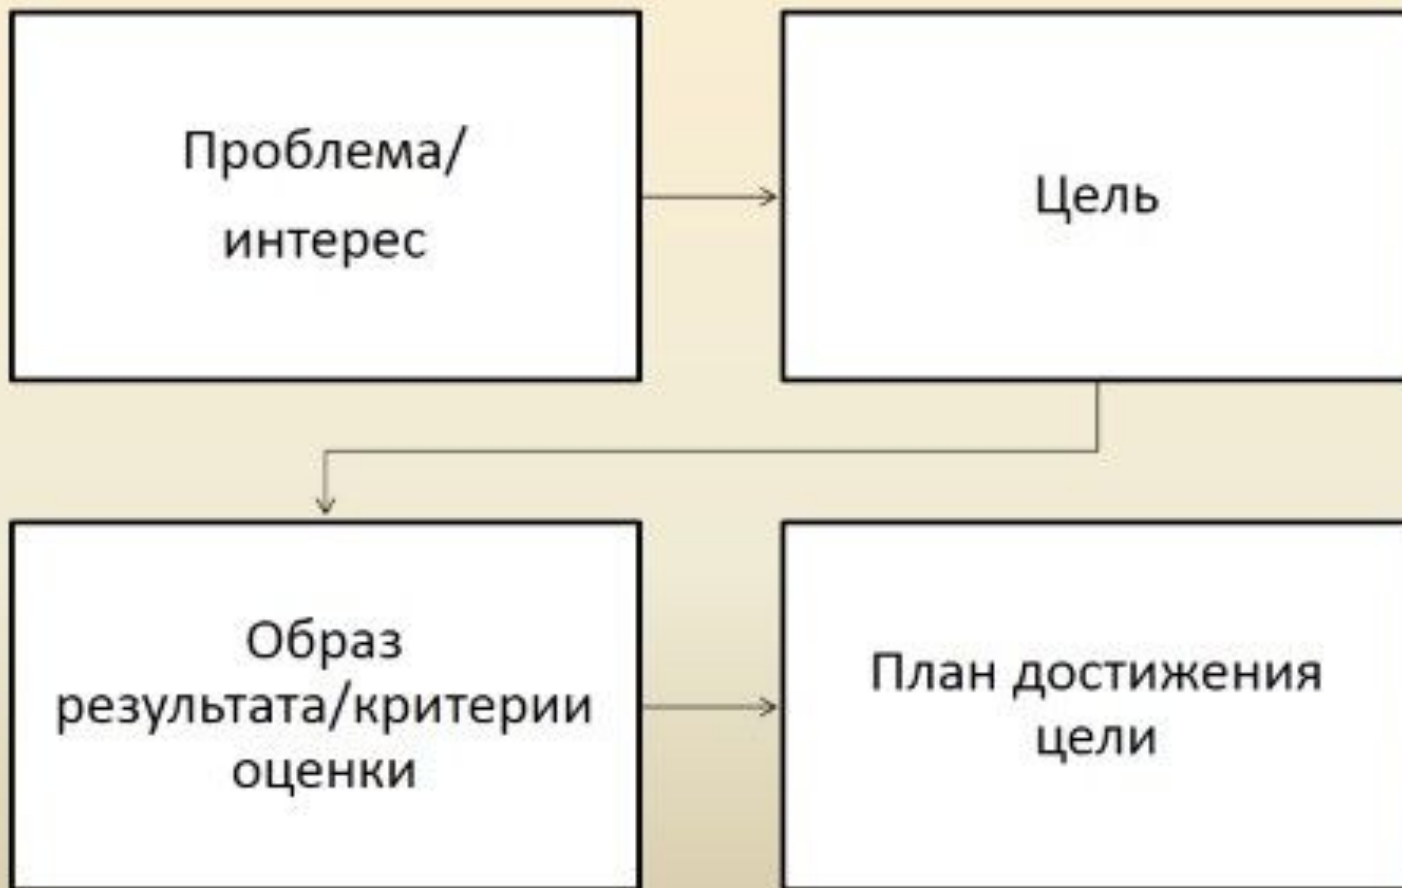 Проблема/
интерес
Цель
Образ
результата/критерии
оценки
План достижения
цели